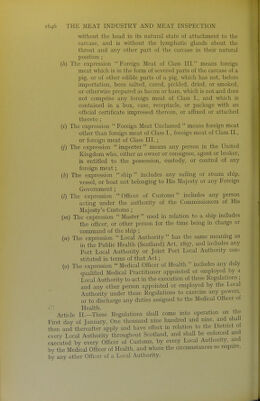 1646 THE MEAT INDUSTRY AND MEAT INSPECTION
without the head in its natural state of attachment to the
carcase, and is without the lymphatic glands about the
throat and any other part of the carcase in their natural
position ;
(h) The expression " Foreign Meat of Class III." means foreign
meat which is in the form of severed parts of the carcase of a
pig, or of other edible parts of a pig, which has not, before
importation, been salted, cured, pickled, dried, or smoked,
or otherwise prepared as bacon or ham, which is not and does
not comprise any foreign meat of Class I., and which is
contained in a box, case, receptacle, or package with an
official certificate impressed thereon, or affixed or attached
thereto ;
(i) The expression " Foreign Meat Unclassed " means foreign meat
other than foreign meat of Class I., foreign meat of Class II.,
or foreign meat of Class III. ;
(j) The expression " importer " means any person in the United
Kingdom who, either as owner or consignee, agent or broker,
is entitled to the possession, custody, or control of any
foreign meat ;
(k) The expression " ship " includes any sailing or steam ship,
vessel, or boat not belonging to His Majesty or any Foreign
Government ;
(l) The expression " Officer of Customs " includes any person
acting under the authority of the Commissioners of His
Majesty's Customs ;
(m) The expression " Master " used in relation to a ship includes
the officer, or other person for the time being in charge or
command of the ship ;
(n) The expression " Local Authority " has the same meaning as
in the Public Health (Scotland) Act, 1897, and includes any
Port Local Authority or Joint Port Local Authority con-
stituted in terms of that Act ;
(o) The expression " Medical Officer of Health " includes any duly
qualified Medical Practitioner appointed or employed by a
Local Authority to act in the execution of these Regulations ;
and any other person appointed or employed by the Local
Authority under these Regulations to exercise any powers,
or to discharge any duties assigned to the Medical Officer of
Health.
Article II.—These Regulations shall come into operation on the
First day of January, One thousand nine hundred and nine, and shall
then and thereafter apply and have effect in relation to the District of
every Local Authority throughout Scotland, and shall be enforced and
executed by every Officer of Customs, by every Local Authority, and
by the Medical Officer of Health, and where the circumstances so require,
by any other Officer of a Local Authority.